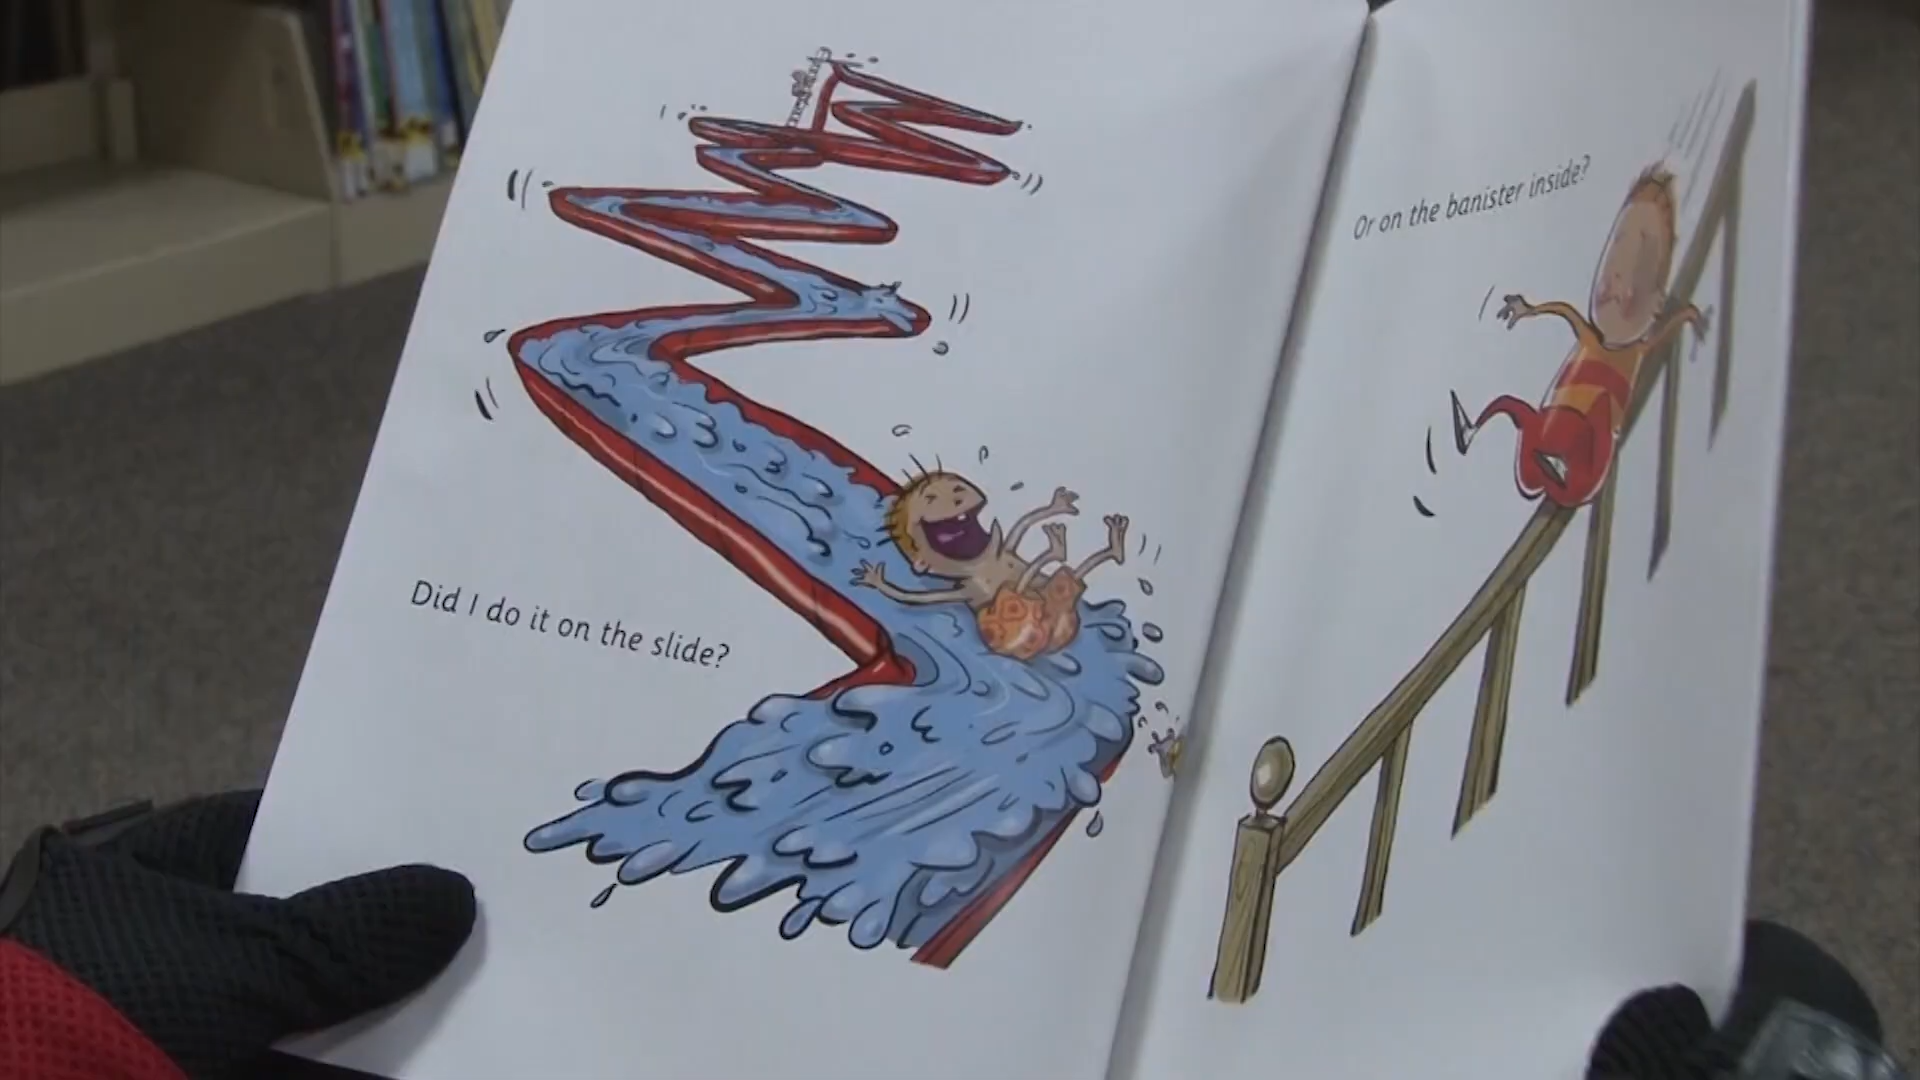 Did I do it on the slide?
Or on the banister inside?